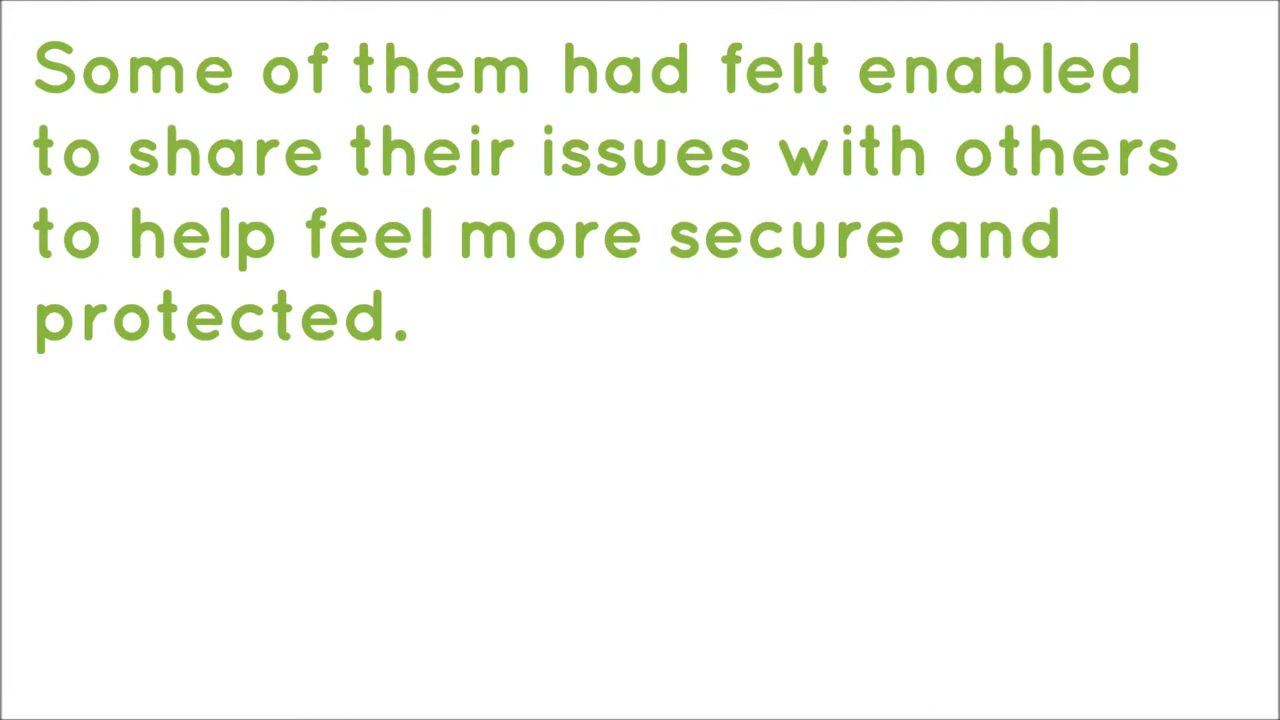 Some of them had felt enabled
to share their issues with others
to help feel more secure and
protected.